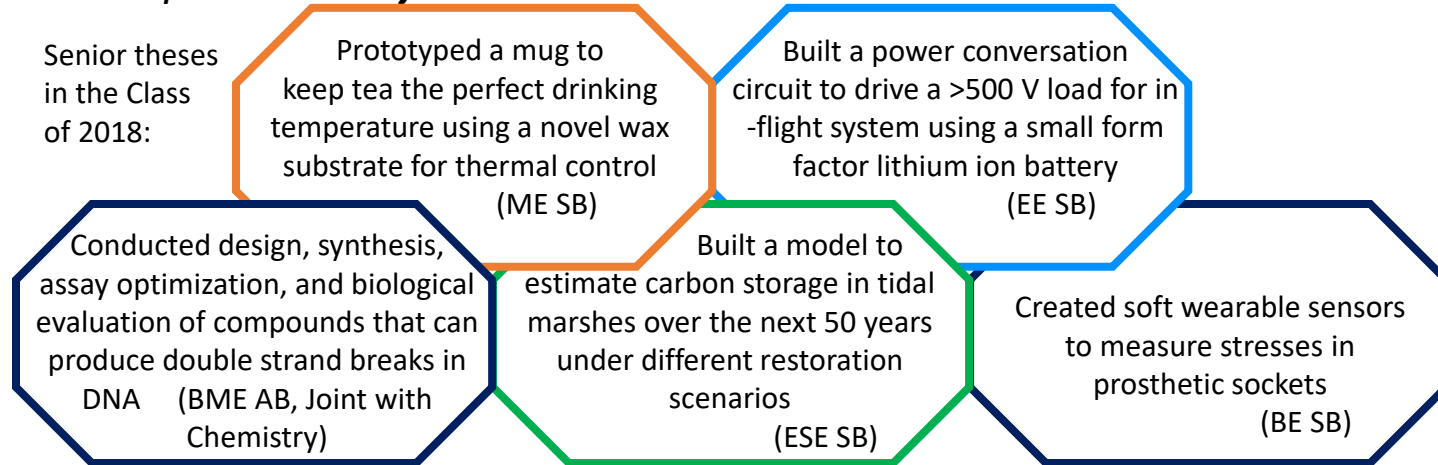 Senior theses
in the Class
of 2018:
Prototyped a mug to
keep tea the perfect drinking
temperature using a novel wax
substrate for thermal control
(ME SB)
Built a power conversation
circuit to drive a >500 V load for in
-flight system using a small form
factor lithium ion battery
(EE SB)
Conducted design, synthesis,
assay optimization, and biological
evaluation of compounds that can
produce double strand breaks in
DNA (BME AB, Joint with
Chemistry)
Built a model to
estimate carbon storage in tidal
marshes over the next 50 years
under different restoration
scenarios
(ESE SB)
Created soft wearable sensors
to measure stresses in
prosthetic sockets
(BE SB)